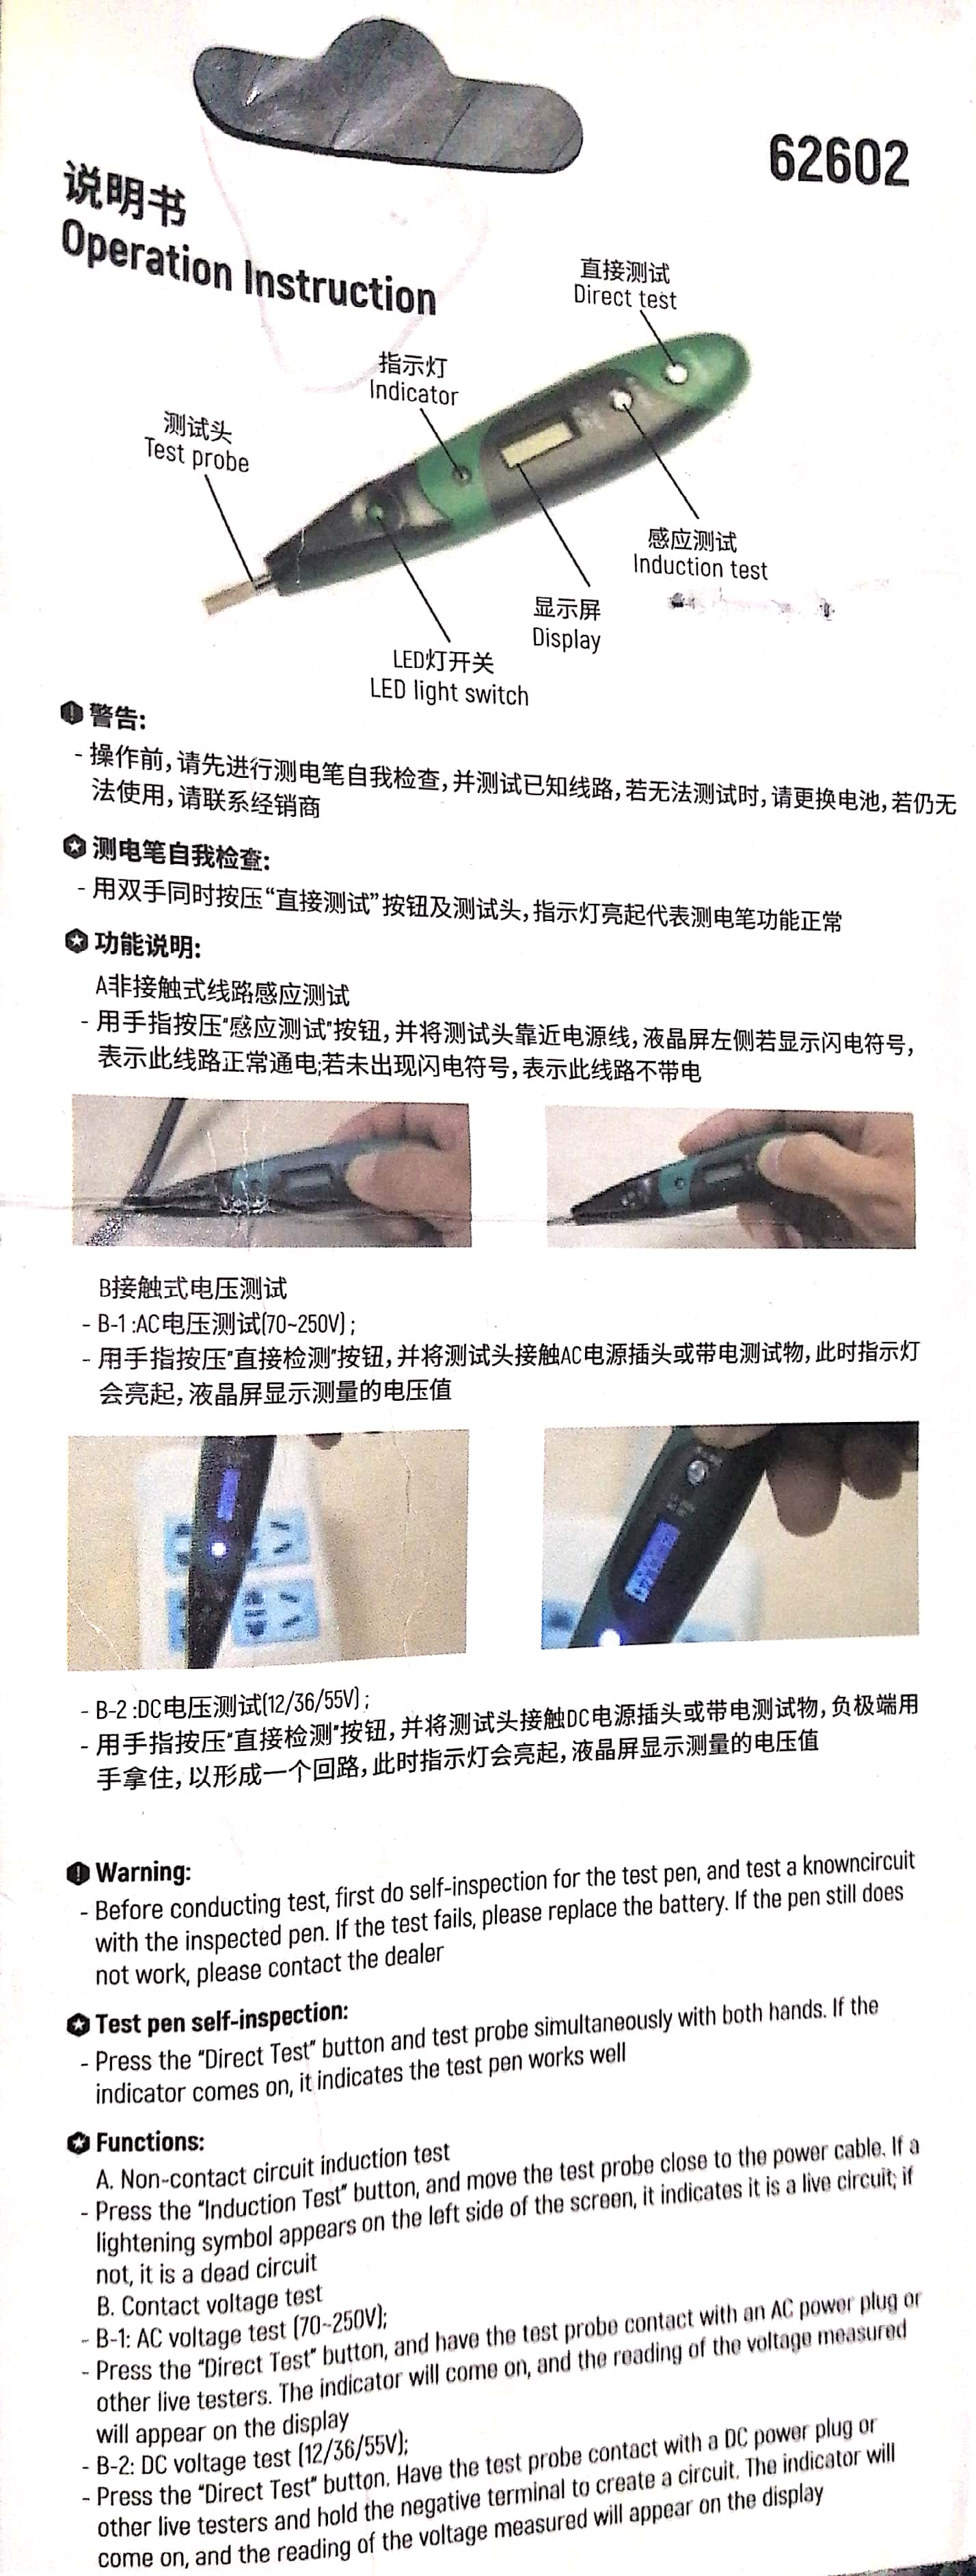 62602
说明书
Operation Instruction
直接测试
Direct test
指示灯
Indicator
测试头
Test probe
感应测试
Induction test
显示屏
Display
LED灯开关
LED light switch
警告:
- 操作前,请先进行测电笔自我检查,并测试已知线路,若无法测试时,请更换电池,若仍无
法使用,请联系经销商
测电笔自我检查:
- 用双手同时按压“直接测试”按钮及测试头,指示灯亮起代表测电笔功能正常
功能说明:
A非接触式线路感应测试
- 用手指按压"感应测试"按钮,并将测试头靠近电源线,液晶屏左侧若显示闪电符号,
表示此线路正常通电;若未出现闪电符号,表示此线路不带电
B接触式电压测试
- B-1 :AC电压测试(70~250V) ;
- 用手指按压"直接检测"按钮,并将测试头接触AC电源插头或带电测试物,此时指示灯
会亮起,液晶屏显示测量的电压值
- B-2 :DC电压测试(12/36/55V) ;
- 用手指按压"直接检测"按钮,并将测试头接触DC电源插头或带电测试物,负极端用
手拿住,以形成一个回路,此时指示灯会亮起,液晶屏显示测量的电压值
Warning:
- Before conducting test, first do self-inspection for the test pen, and test a knowncircuit
with the inspected pen. If the test fails, please replace the battery. If the pen still does
not work, please contact the dealer
Test pen self-inspection:
- Press the "Direct Test" button and test probe simultaneously with both hands. If the
indicator comes on, it indicates the test pen works well
Functions:
A. Non-contact circuit induction test
- Press the "Induction Test" button, and move the test probe close to the power cable. If a
lightening symbol appears on the left side of the screen, it indicates it is a live circuit; if
not, it is a dead circuit
B. Contact voltage test
- B-1: AC voltage test (70~250V);
- Press the "Direct Test" button, and have the test probe contact with an AC power plug or
other live testers. The indicator will come on, and the reading of the voltage measured
will appear on the display
- B-2: DC voltage test (12/36/55V);
- Press the "Direct Test" button. Have the test probe contact with a DC power plug or
other live testers and hold the negative terminal to create a circuit. The indicator will
come on, and the reading of the voltage measured will appear on the display